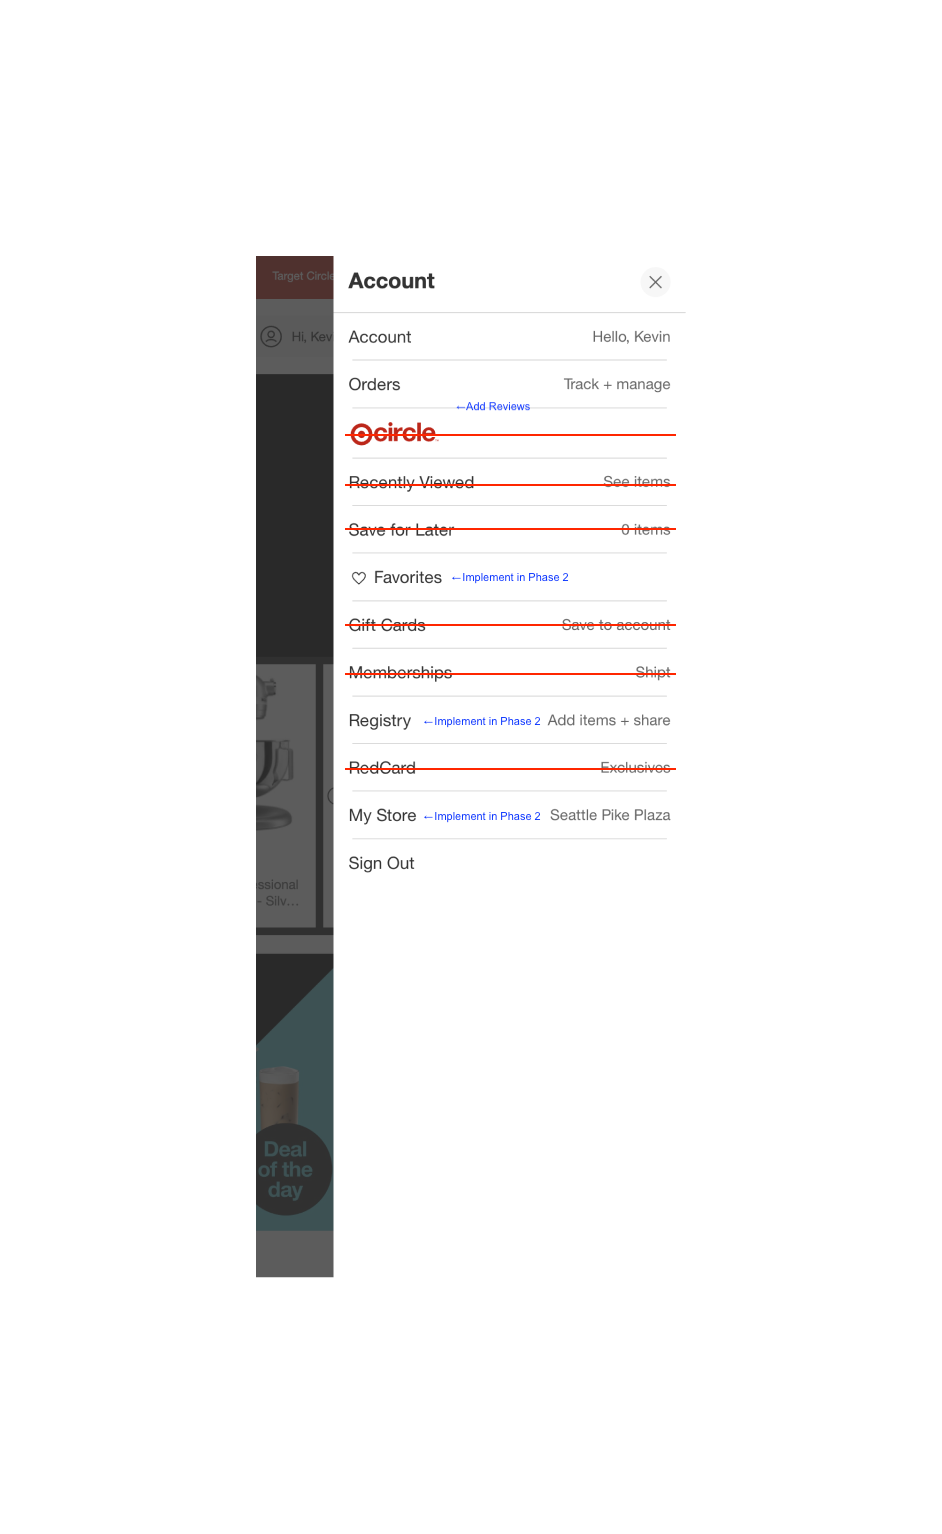 Target Circle
Account
Hi, Kev
Account Hello, Kevin
Orders Track + manage
←Add Reviews
circle
Recently Viewed See items
Save for Later 0 items
Favorites ←Implement in Phase 2
Gift Cards Save to account
Memberships Shipt
Registry ←Implement in Phase 2 Add items + share
RedCard Exclusives
My Store ←Implement in Phase 2 Seattle Pike Plaza
Sign Out
essional
- Silv...
Deal
of the
day